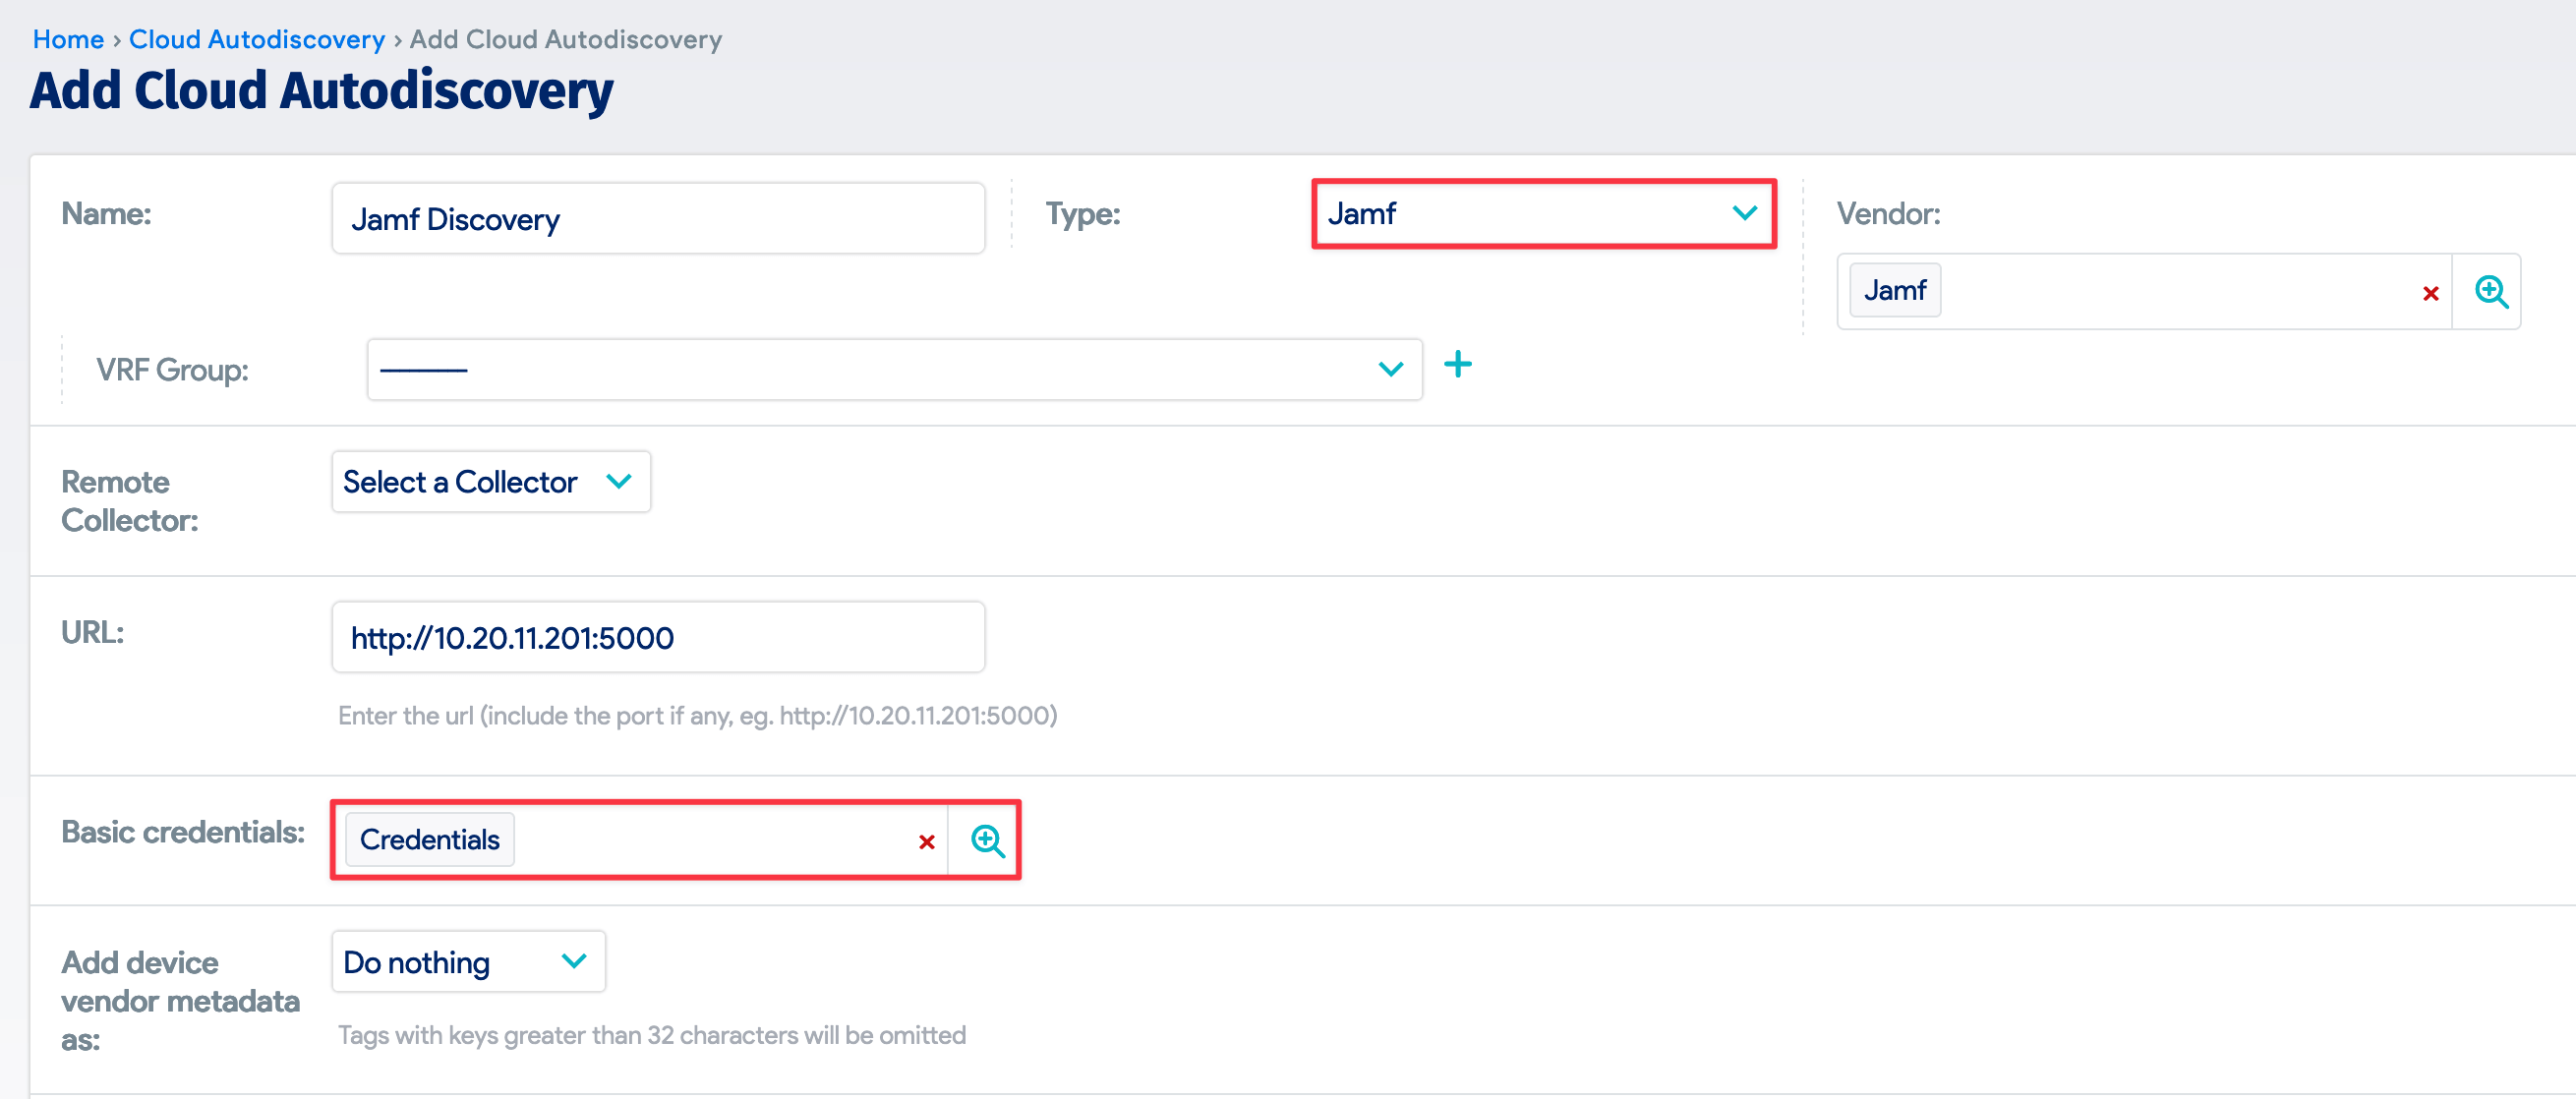 Home › Cloud Autodiscovery › Add Cloud Autodiscovery
Add Cloud Autodiscovery
Name:
Jamf Discovery
Type:
Jamf
Vendor:
Jamf
VRF Group:
---------
Remote
Collector:
Select a Collector
URL:
http://10.20.11.201:5000
Enter the url (include the port if any, eg. http://10.20.11.201:5000)
Basic credentials:
Credentials
Add device
vendor metadata
as:
Do nothing
Tags with keys greater than 32 characters will be omitted